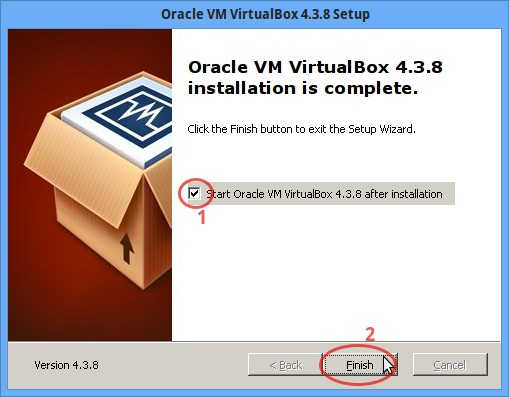 Oracle VM VirtualBox 4.3.8 Setup
Oracle VM VirtualBox 4.3.8
installation is complete.
Click the Finish button to exit the Setup Wizard.
Start Oracle VM VirtualBox 4.3.8 after installation
1
2
Version 4.3.8
< Back
Finish
Cancel